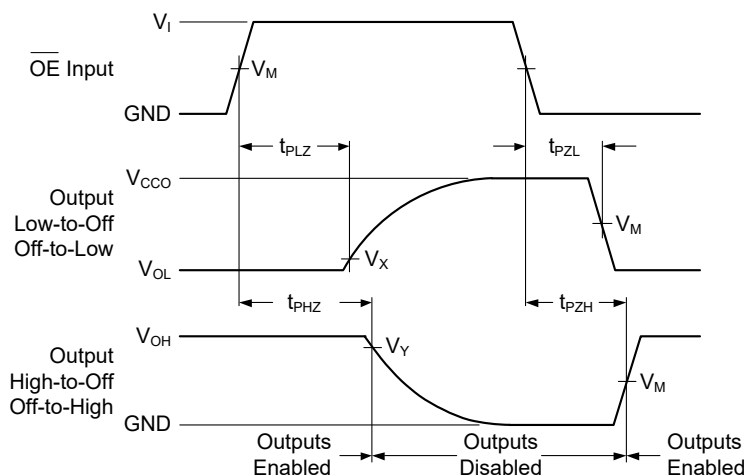 V_I
OE Input
V_M
GND
t_PLZ
t_PZL
V_CCO
Output
Low-to-Off
Off-to-Low
V_M
V_X
V_OL
t_PHZ
t_PZH
V_OH
V_Y
Output
High-to-Off
Off-to-High
V_M
GND
Outputs
Enabled
Outputs
Disabled
Outputs
Enabled